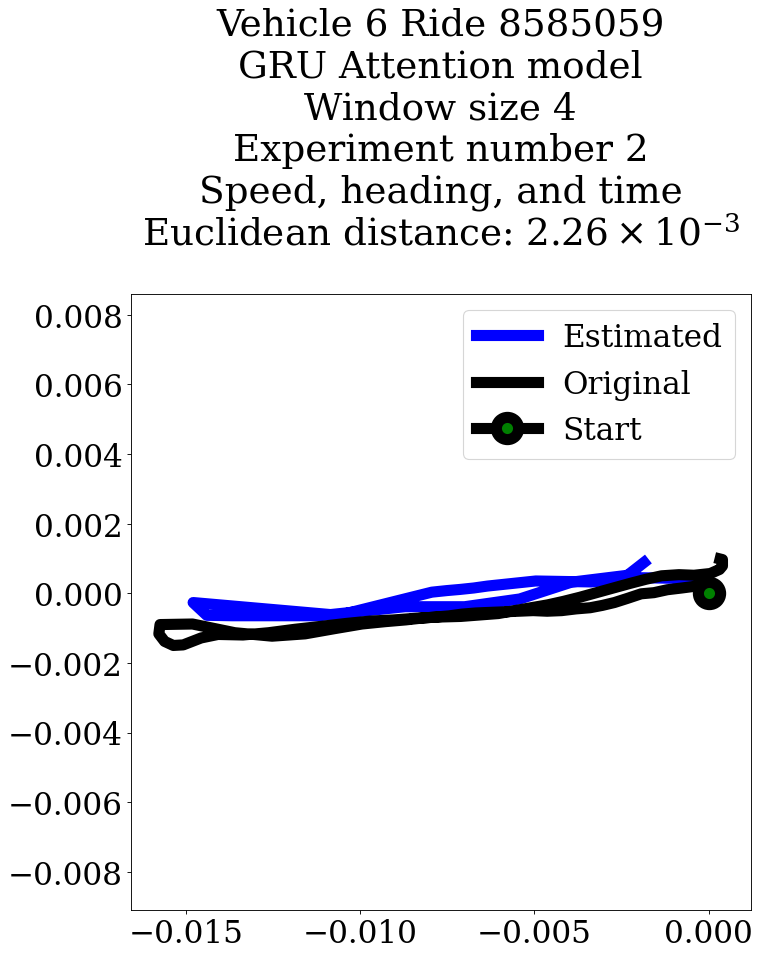 Vehicle 6 Ride 8585059
GRU Attention model
Window size 4
Experiment number 2
Speed, heading, and time
Euclidean distance: 2.26 × 10⁻³
Estimated
Original
Start
0.008
0.006
0.004
0.002
0.000
−0.002
−0.004
−0.006
−0.008
−0.015 −0.010 −0.005 0.000